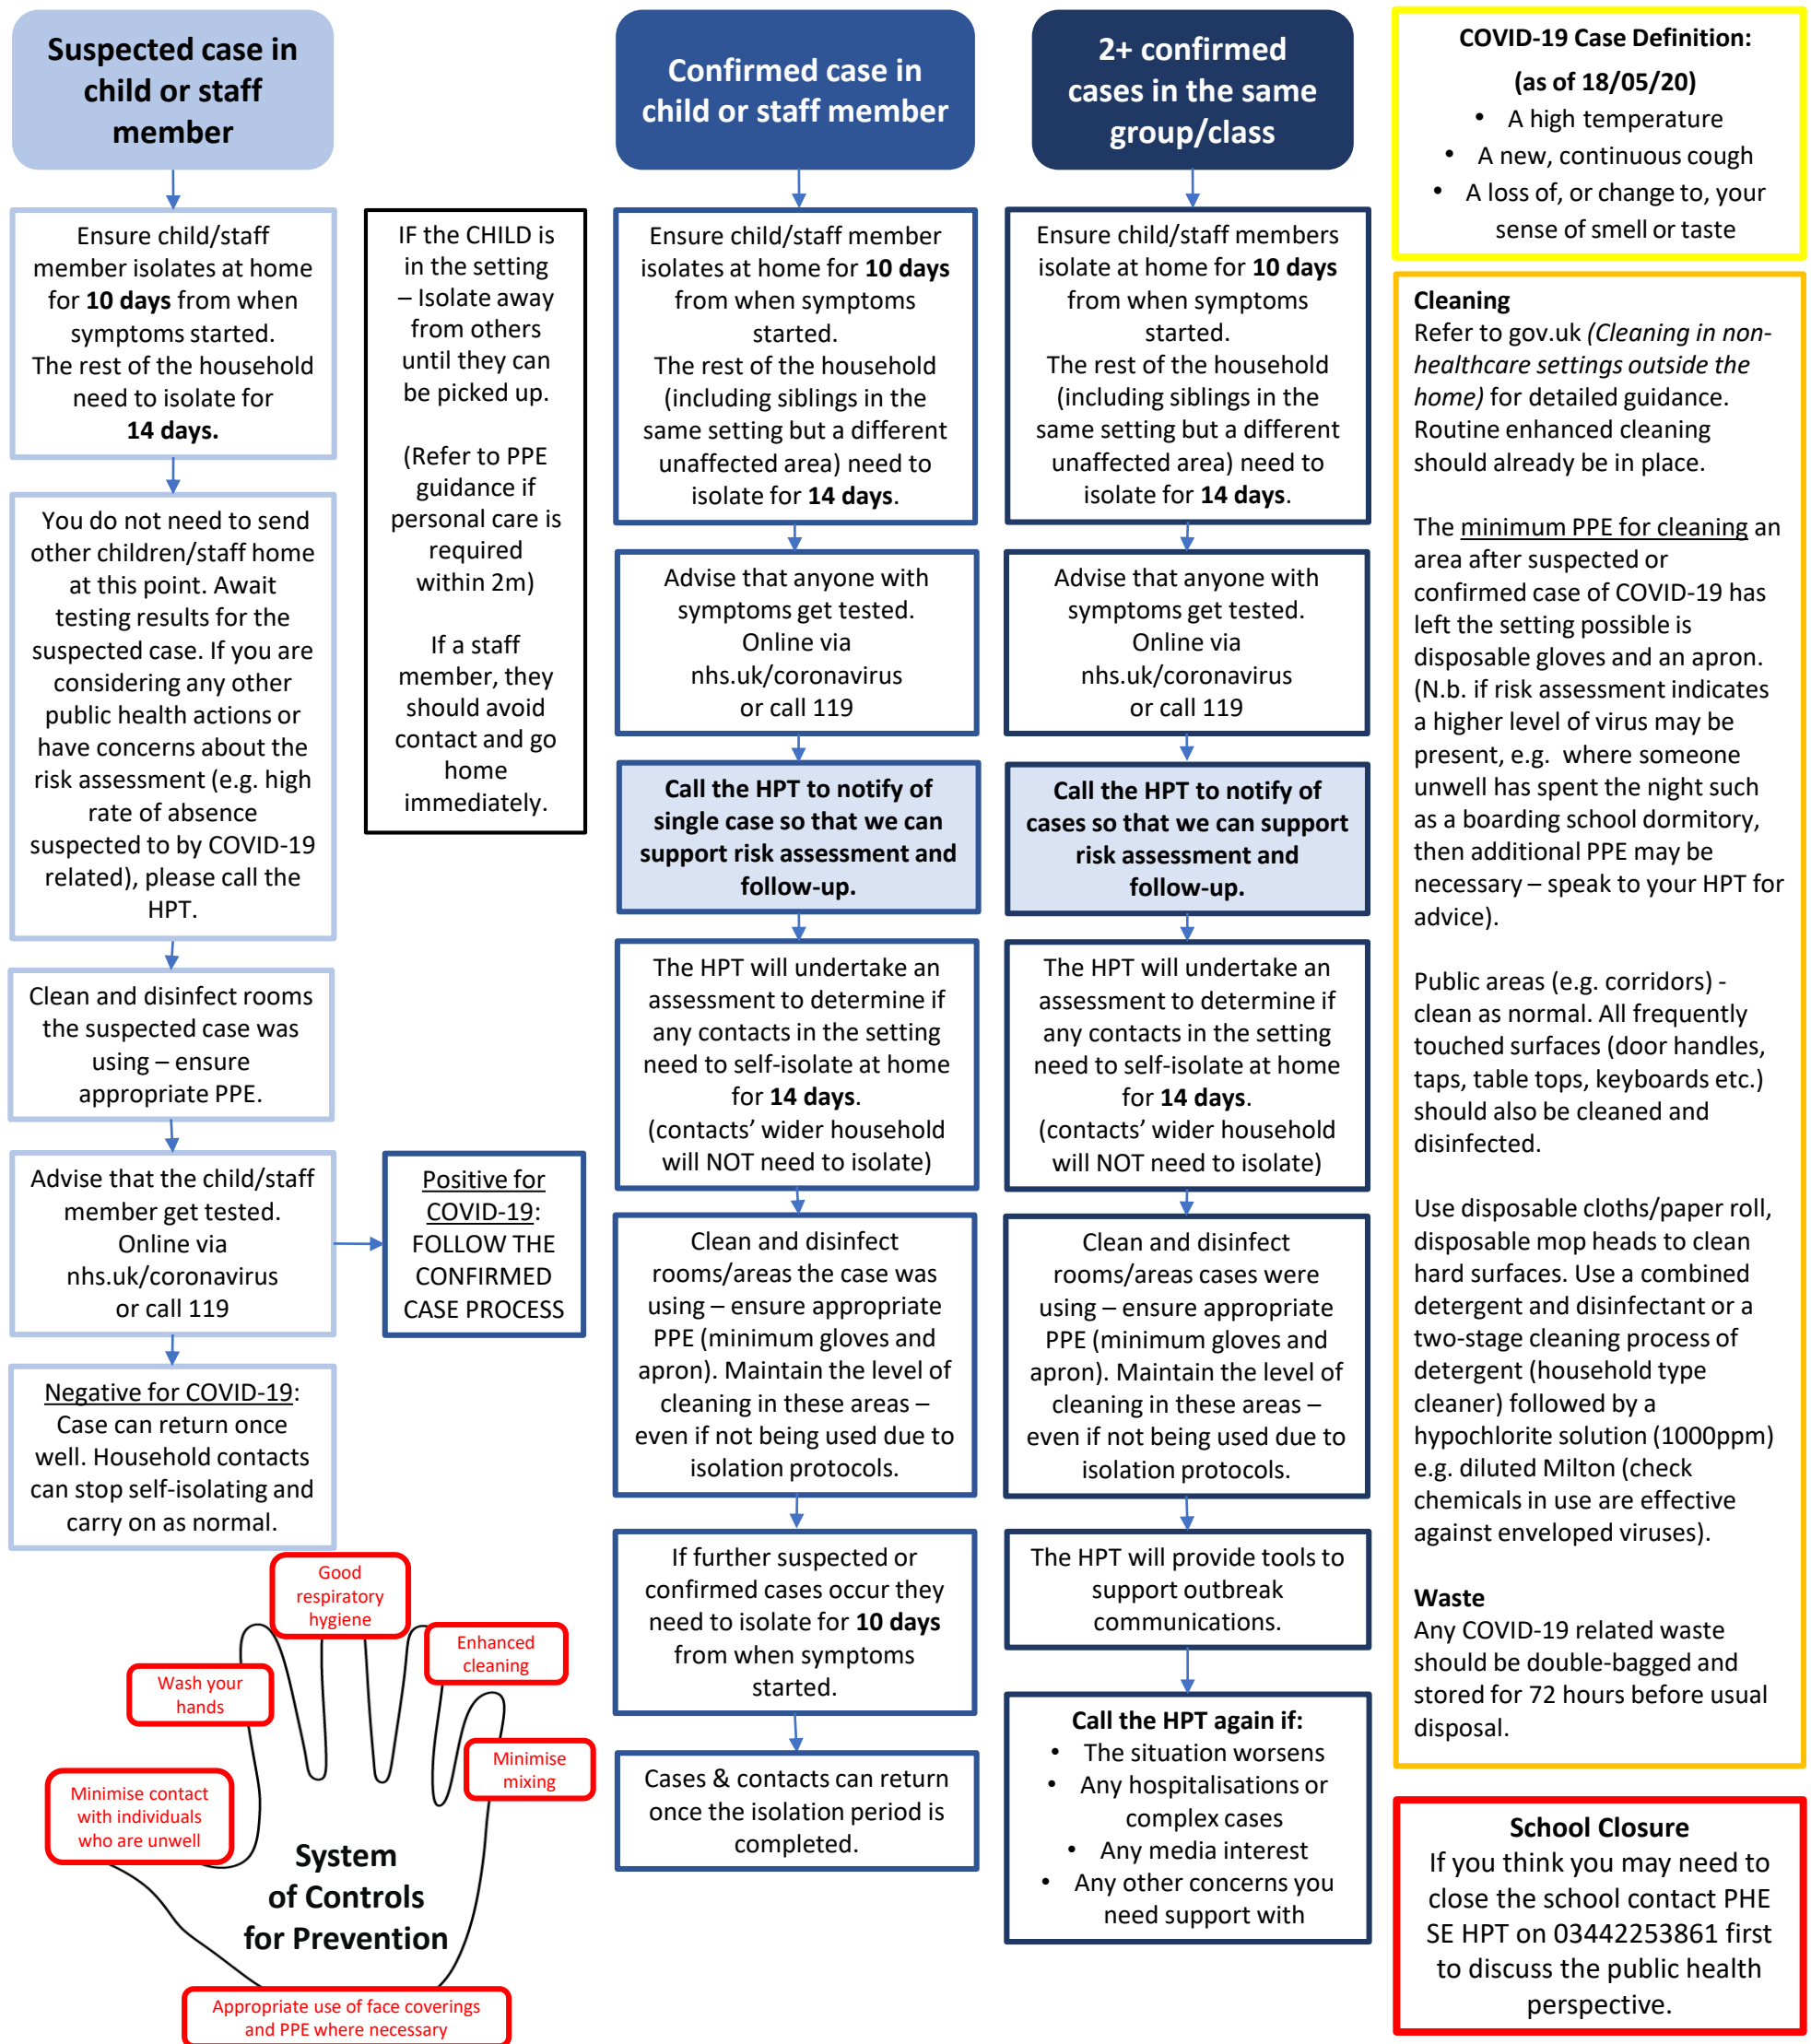 Suspected case in
child or staff
member
Ensure child/staff
member isolates at home
for 10 days from when
symptoms started.
The rest of the household
need to isolate for
14 days.
You do not need to send
other children/staff home
at this point. Await
testing results for the
suspected case. If you are
considering any other
public health actions or
have concerns about the
risk assessment (e.g. high
rate of absence
suspected to by COVID-19
related), please call the
HPT.
Clean and disinfect rooms
the suspected case was
using – ensure
appropriate PPE.
Advise that the child/staff
member get tested.
Online via
nhs.uk/coronavirus
or call 119
Negative for COVID-19:
Case can return once
well. Household contacts
can stop self-isolating and
carry on as normal.
IF the CHILD is
in the setting
– Isolate away
from others
until they can
be picked up.
(Refer to PPE
guidance if
personal care is
required
within 2m)
If a staff
member, they
should avoid
contact and go
home
immediately.
Positive for
COVID-19:
FOLLOW THE
CONFIRMED
CASE PROCESS
Good
respiratory
hygiene
Enhanced
cleaning
Wash your
hands
Minimise
mixing
Minimise contact
with individuals
who are unwell
System
of Controls
for Prevention
Appropriate use of face coverings
and PPE where necessary
Confirmed case in
child or staff member
Ensure child/staff member
isolates at home for 10 days
from when symptoms
started.
The rest of the household
(including siblings in the
same setting but a different
unaffected area) need to
isolate for 14 days.
Advise that anyone with
symptoms get tested.
Online via
nhs.uk/coronavirus
or call 119
Call the HPT to notify of
single case so that we can
support risk assessment and
follow-up.
The HPT will undertake an
assessment to determine if
any contacts in the setting
need to self-isolate at home
for 14 days.
(contacts’ wider household
will NOT need to isolate)
Clean and disinfect
rooms/areas the case was
using – ensure appropriate
PPE (minimum gloves and
apron). Maintain the level of
cleaning in these areas –
even if not being used due to
isolation protocols.
If further suspected or
confirmed cases occur they
need to isolate for 10 days
from when symptoms
started.
Cases & contacts can return
once the isolation period is
completed.
2+ confirmed
cases in the same
group/class
Ensure child/staff members
isolate at home for 10 days
from when symptoms
started.
The rest of the household
(including siblings in the
same setting but a different
unaffected area) need to
isolate for 14 days.
Advise that anyone with
symptoms get tested.
Online via
nhs.uk/coronavirus
or call 119
Call the HPT to notify of
cases so that we can support
risk assessment and
follow-up.
The HPT will undertake an
assessment to determine if
any contacts in the setting
need to self-isolate at home
for 14 days.
(contacts’ wider household
will NOT need to isolate)
Clean and disinfect
rooms/areas cases were
using – ensure appropriate
PPE (minimum gloves and
apron). Maintain the level of
cleaning in these areas –
even if not being used due to
isolation protocols.
The HPT will provide tools to
support outbreak
communications.
Call the HPT again if:
• The situation worsens
• Any hospitalisations or
complex cases
• Any media interest
• Any other concerns you
need support with
COVID-19 Case Definition:
(as of 18/05/20)
• A high temperature
• A new, continuous cough
• A loss of, or change to, your
sense of smell or taste
Cleaning
Refer to gov.uk (Cleaning in non-
healthcare settings outside the
home) for detailed guidance.
Routine enhanced cleaning
should already be in place.
The minimum PPE for cleaning an
area after suspected or
confirmed case of COVID-19 has
left the setting possible is
disposable gloves and an apron.
(N.b. if risk assessment indicates
a higher level of virus may be
present, e.g. where someone
unwell has spent the night such
as a boarding school dormitory,
then additional PPE may be
necessary – speak to your HPT for
advice).
Public areas (e.g. corridors) -
clean as normal. All frequently
touched surfaces (door handles,
taps, table tops, keyboards etc.)
should also be cleaned and
disinfected.
Use disposable cloths/paper roll,
disposable mop heads to clean
hard surfaces. Use a combined
detergent and disinfectant or a
two-stage cleaning process of
detergent (household type
cleaner) followed by a
hypochlorite solution (1000ppm)
e.g. diluted Milton (check
chemicals in use are effective
against enveloped viruses).
Waste
Any COVID-19 related waste
should be double-bagged and
stored for 72 hours before usual
disposal.
School Closure
If you think you may need to
close the school contact PHE
SE HPT on 03442253861 first
to discuss the public health
perspective.